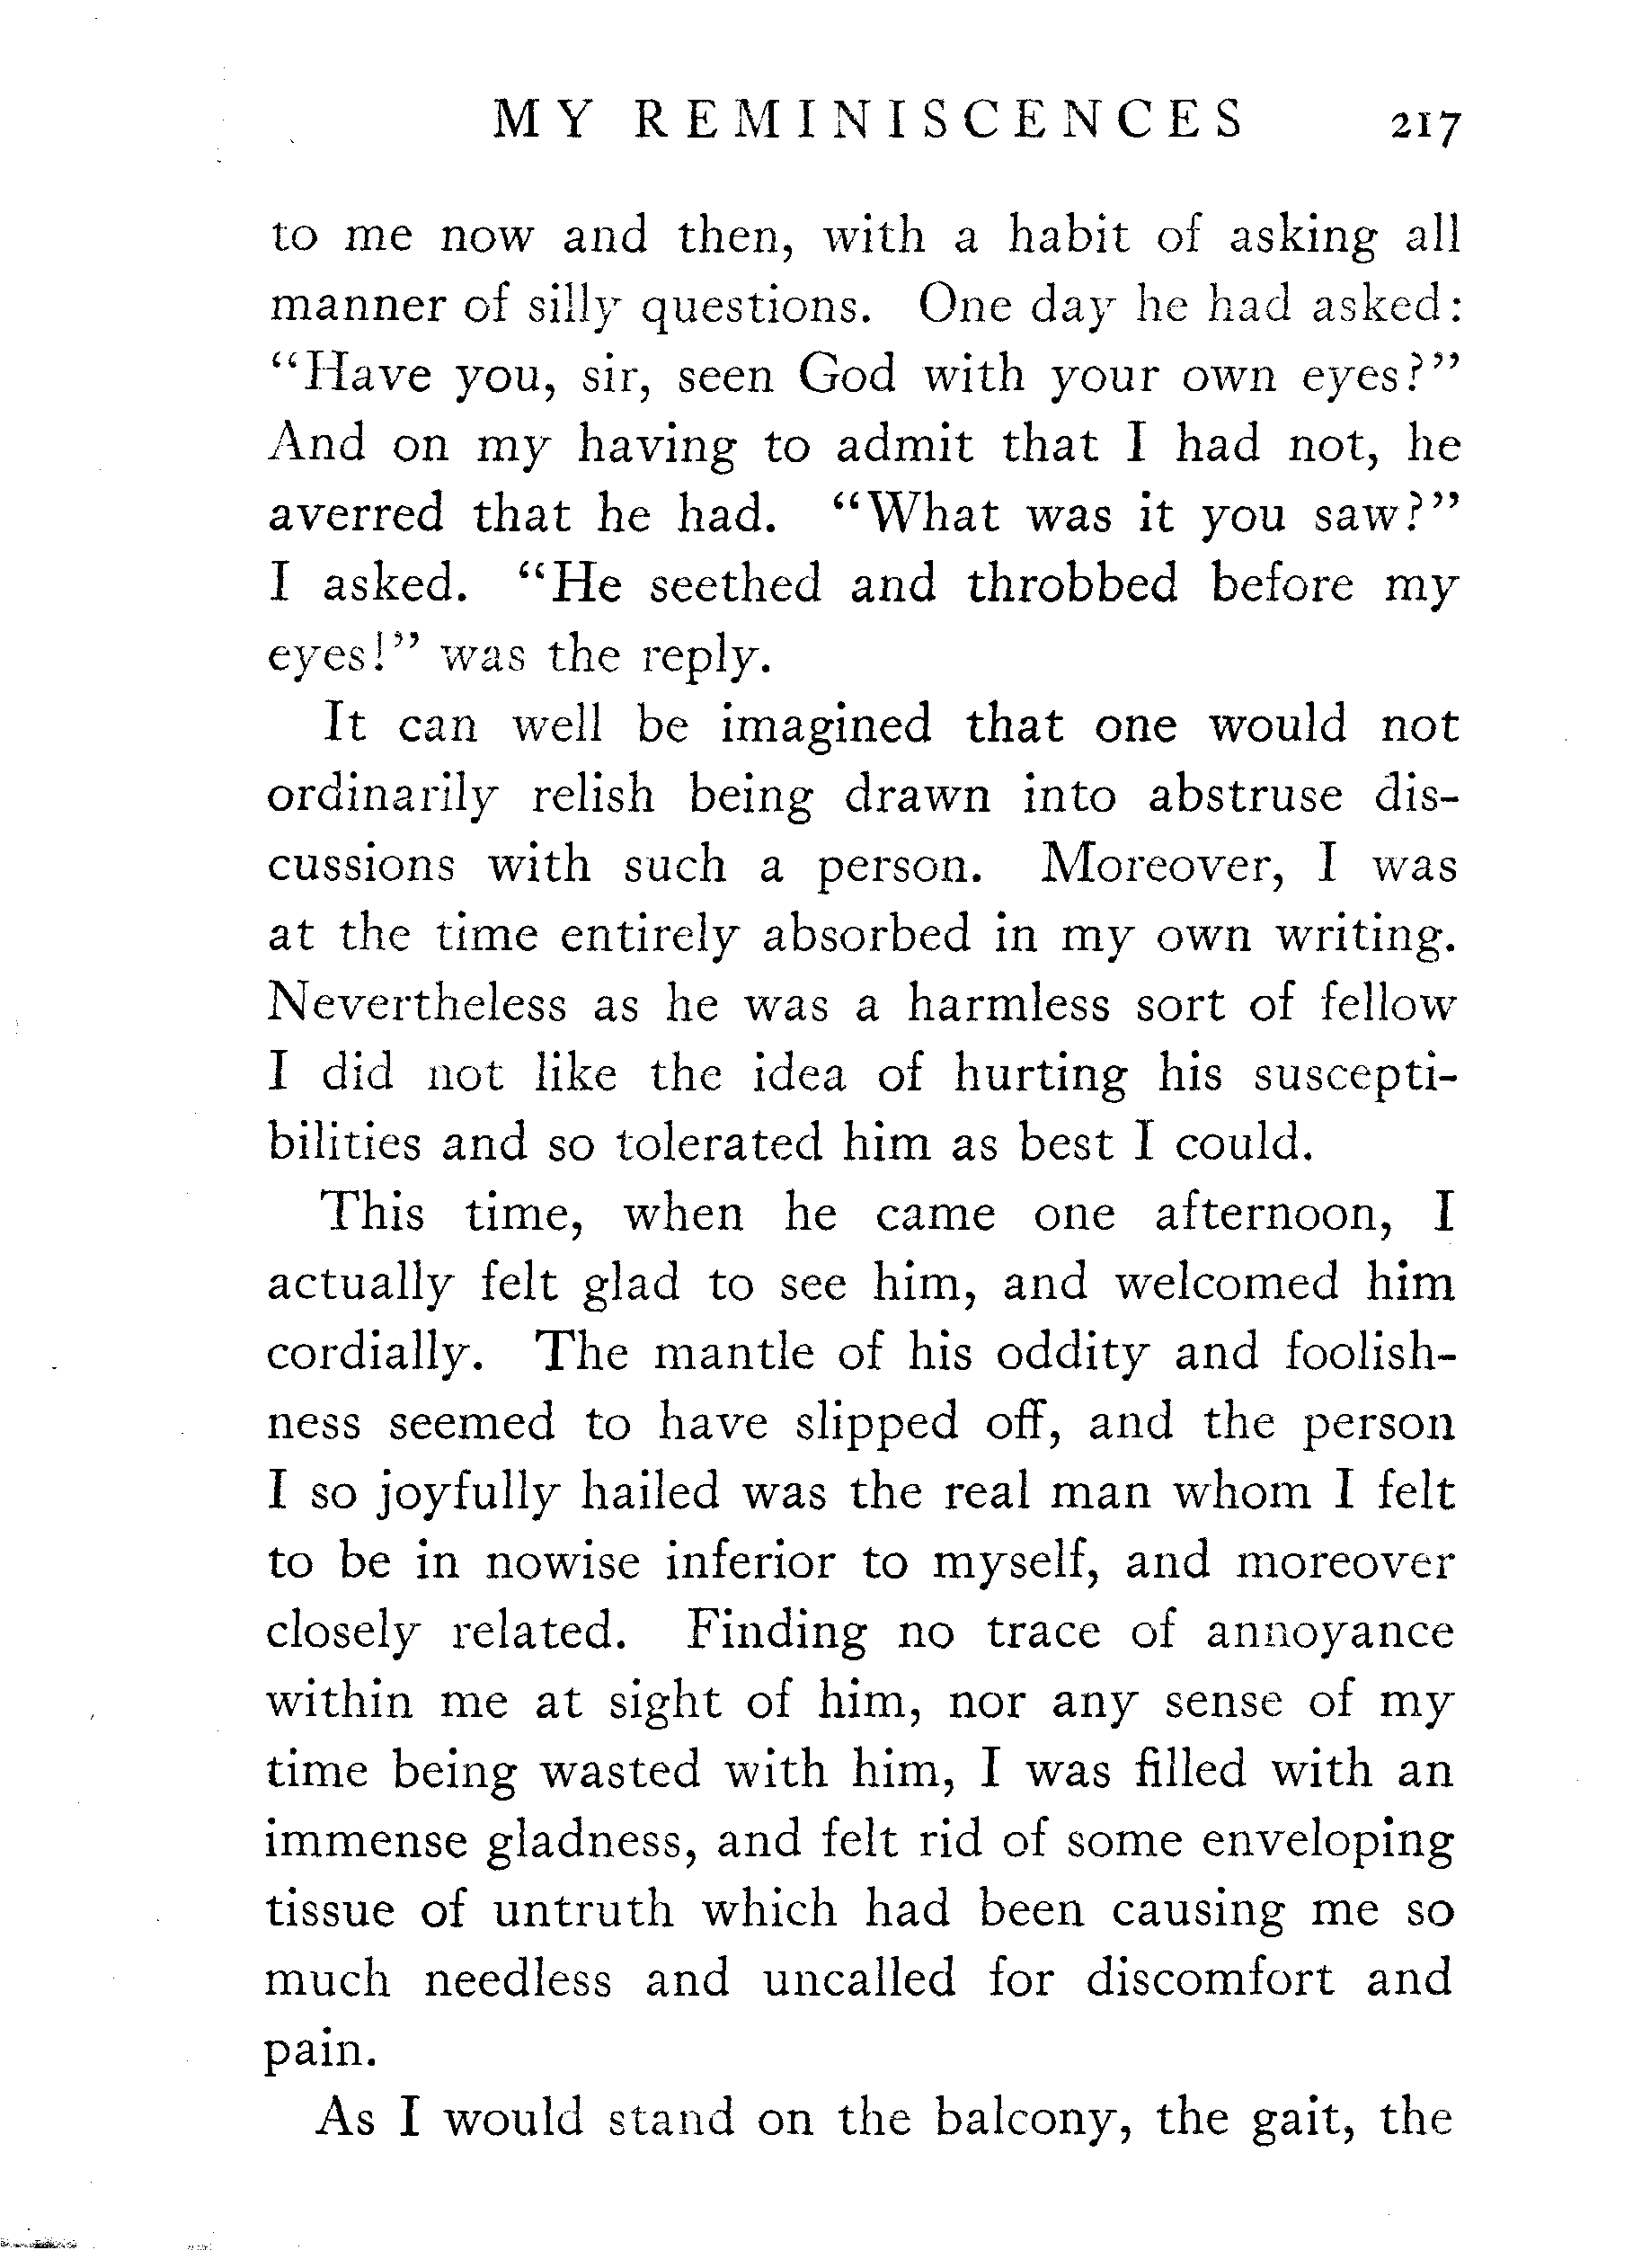 MY REMINISCENCES 217
to me now and then, with a habit of asking all
manner of silly questions. One day he had asked:
“Have you, sir, seen God with your own eyes?”
And on my having to admit that I had not, he
averred that he had. “What was it you saw?”
I asked. “He seethed and throbbed before my
eyes!” was the reply.
It can well be imagined that one would not
ordinarily relish being drawn into abstruse dis-
cussions with such a person. Moreover, I was
at the time entirely absorbed in my own writing.
Nevertheless as he was a harmless sort of fellow
I did not like the idea of hurting his suscepti-
bilities and so tolerated him as best I could.
This time, when he came one afternoon, I
actually felt glad to see him, and welcomed him
cordially. The mantle of his oddity and foolish-
ness seemed to have slipped off, and the person
I so joyfully hailed was the real man whom I felt
to be in nowise inferior to myself, and moreover
closely related. Finding no trace of annoyance
within me at sight of him, nor any sense of my
time being wasted with him, I was filled with an
immense gladness, and felt rid of some enveloping
tissue of untruth which had been causing me so
much needless and uncalled for discomfort and
pain.
As I would stand on the balcony, the gait, the